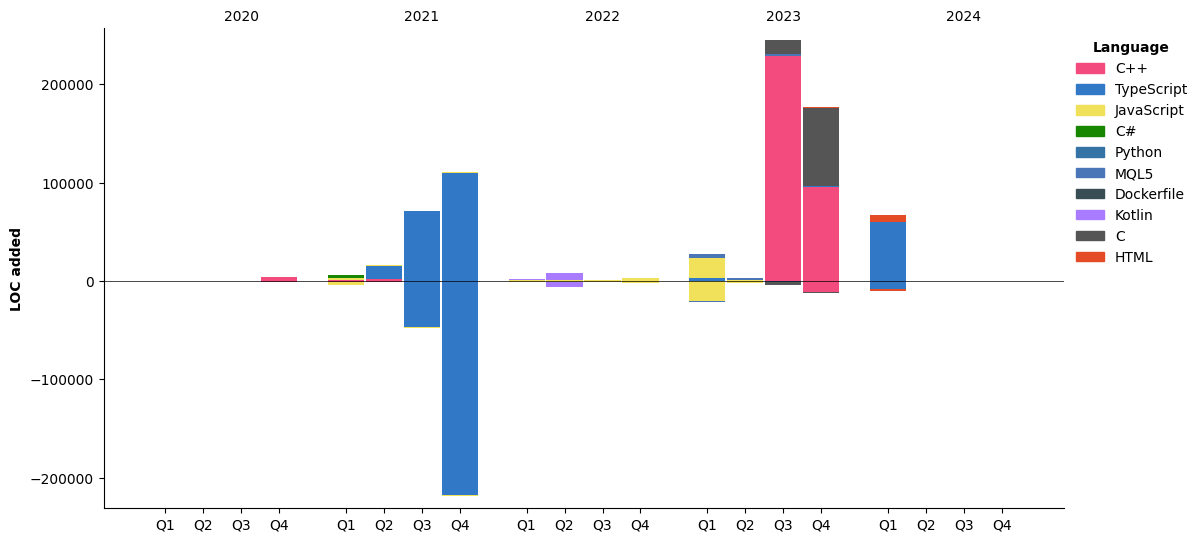 2020 2021 2022 2023 2024
Language
C++
TypeScript
JavaScript
C#
Python
MQL5
Dockerfile
Kotlin
C
HTML
LOC added
200000
100000
0
−100000
−200000
Q1 Q2 Q3 Q4 Q1 Q2 Q3 Q4 Q1 Q2 Q3 Q4 Q1 Q2 Q3 Q4 Q1 Q2 Q3 Q4